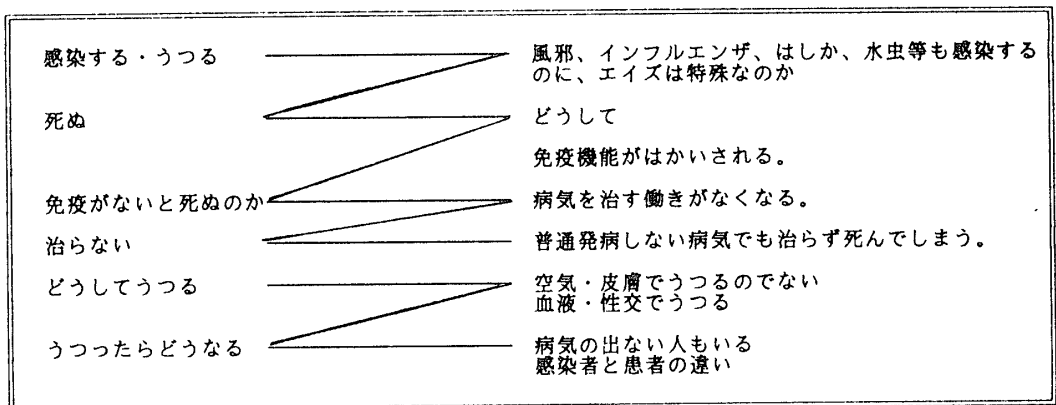 感染する・うつる
風邪、インフルエンザ、はしか、水虫等も感染する
のに、エイズは特殊なのか
死ぬ
どうして
免疫機能がはかいされる。
免疫がないと死ぬのか
病気を治す働きがなくなる。
治らない
普通発病しない病気でも治らず死んでしまう。
どうしてうつる
空気・皮膚でうつるのでない
血液・性交でうつる
うつったらどうなる
病気の出ない人もいる
感染者と患者の違い